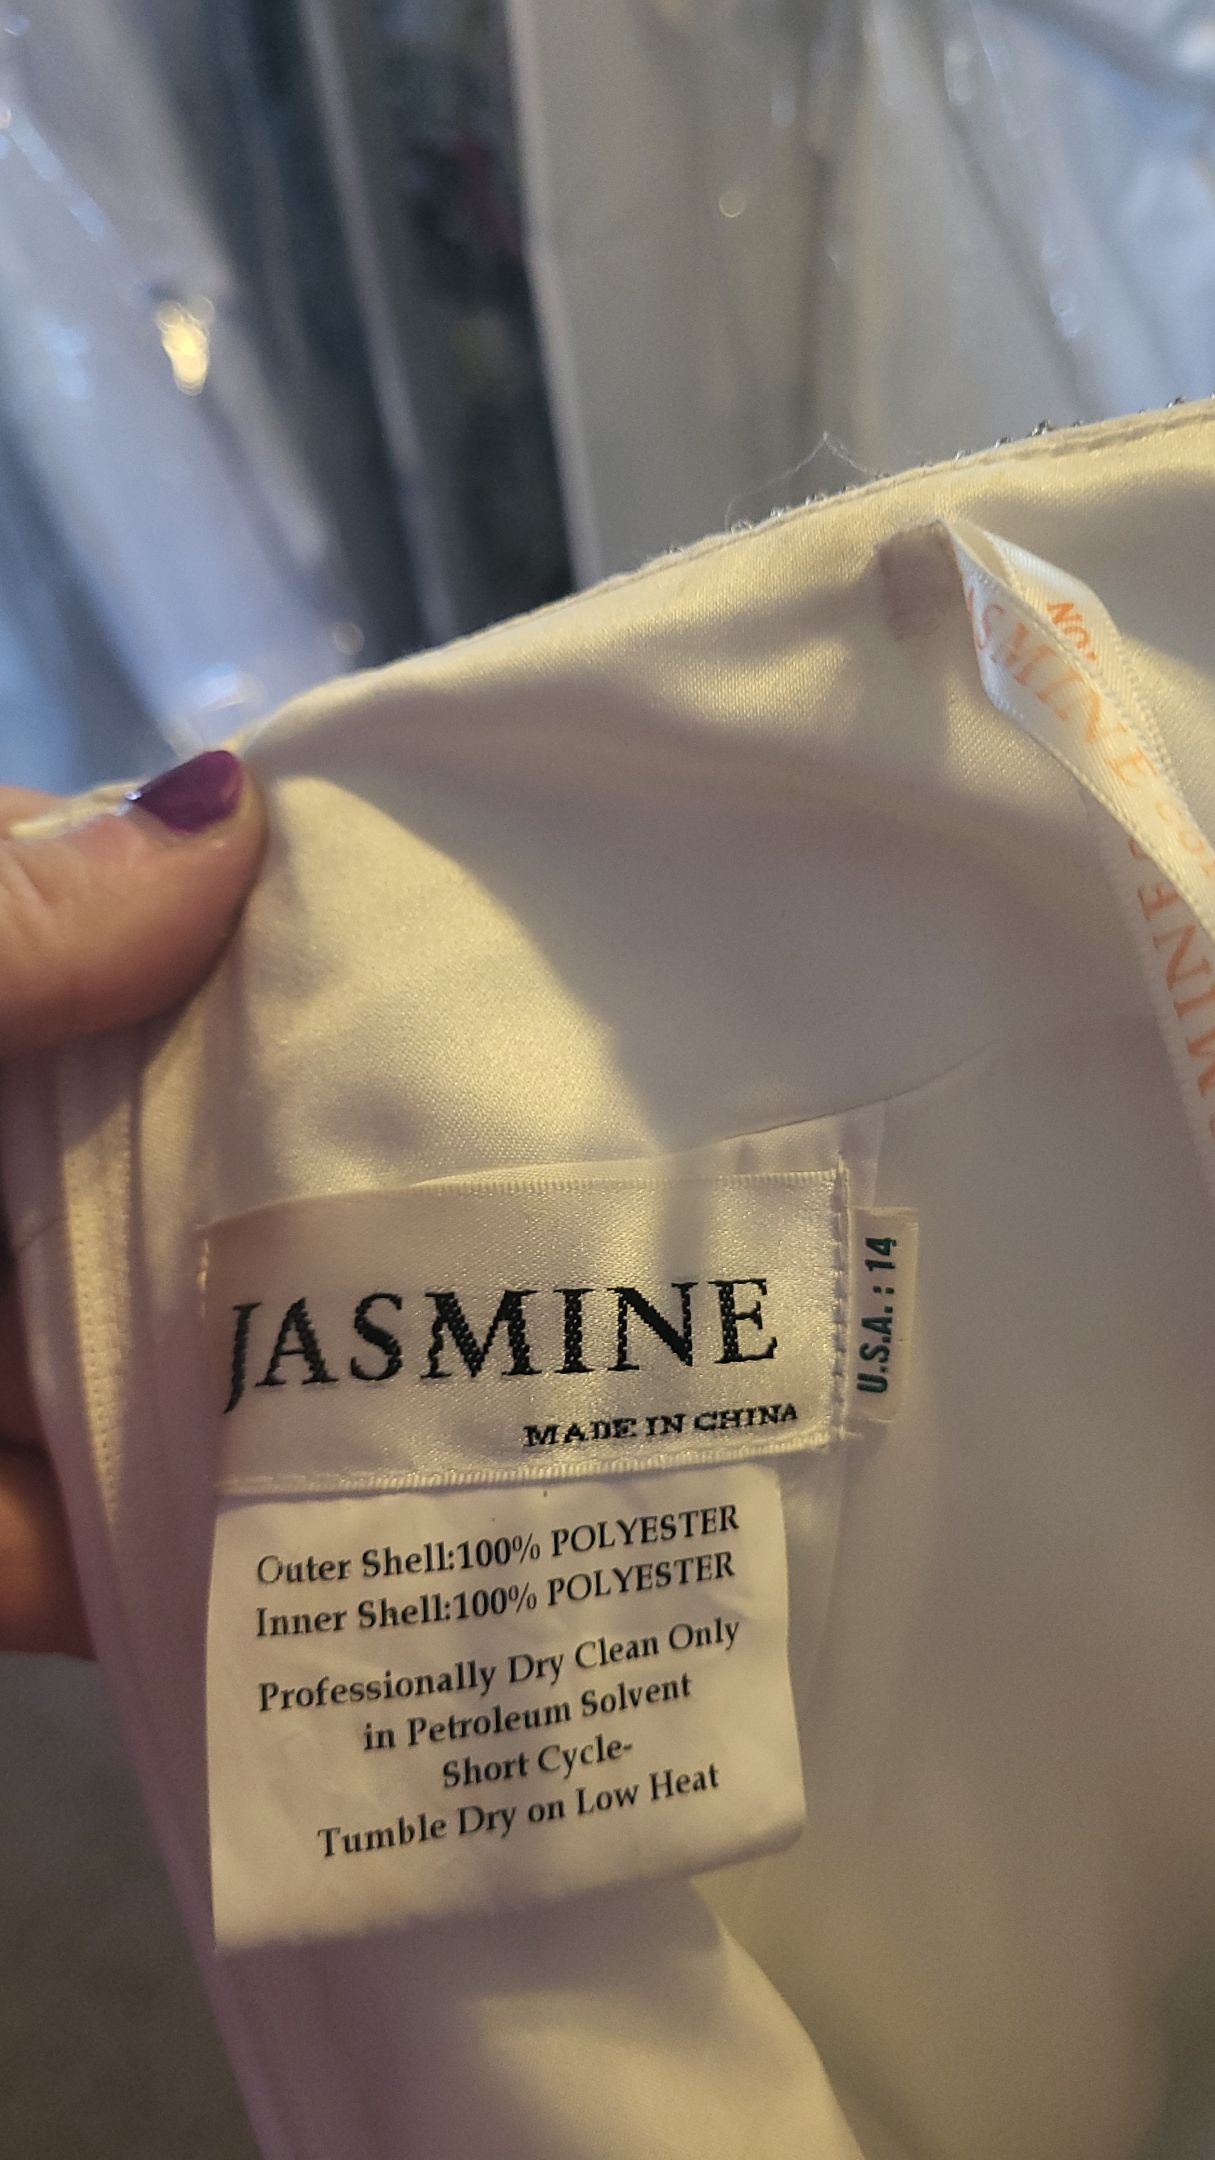 JASMINE
MADE IN CHINA
U.S.A. : 14
Outer Shell:100% POLYESTER
Inner Shell:100% POLYESTER
Professionally Dry Clean Only
in Petroleum Solvent
Short Cycle-
Tumble Dry on Low Heat